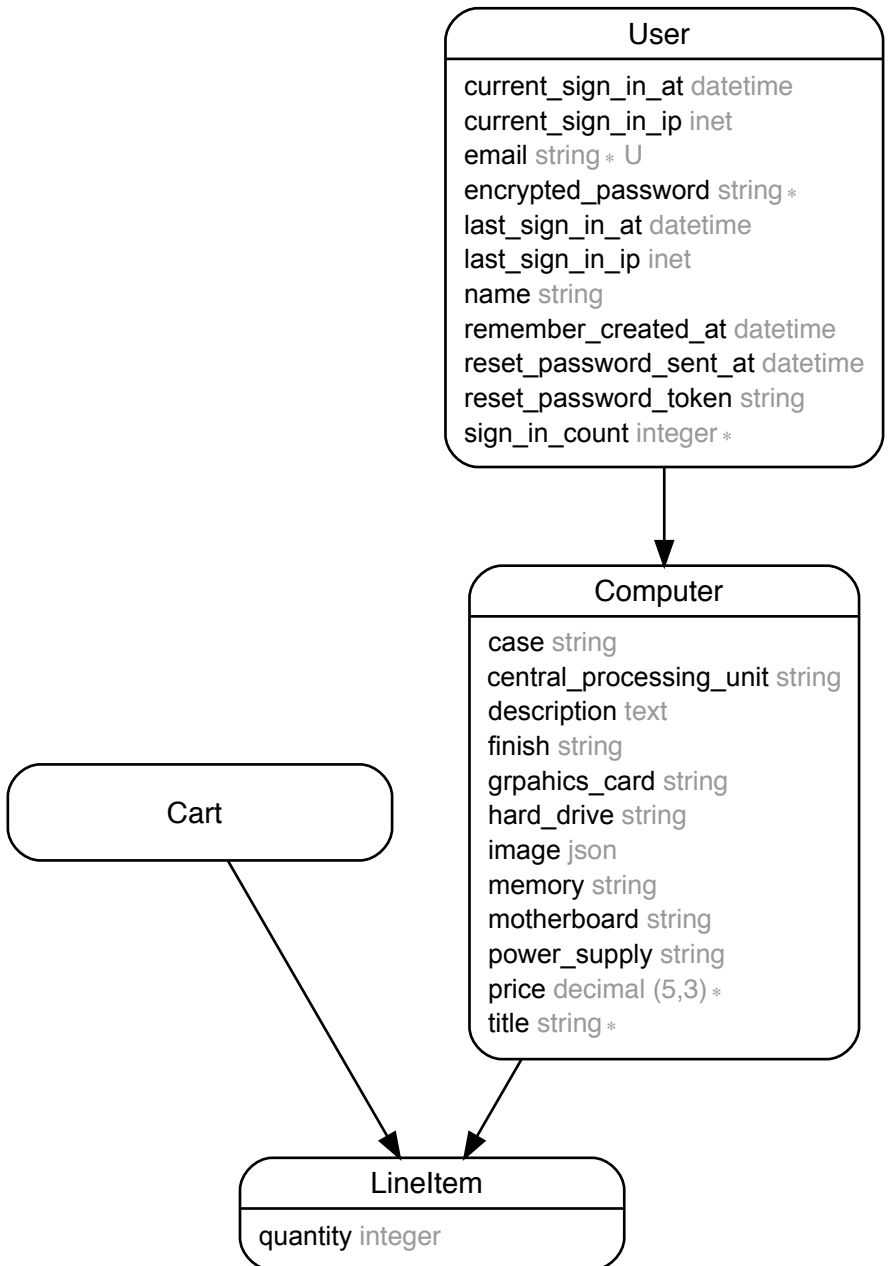 User
current_sign_in_at datetime
current_sign_in_ip inet
email string * U
encrypted_password string *
last_sign_in_at datetime
last_sign_in_ip inet
name string
remember_created_at datetime
reset_password_sent_at datetime
reset_password_token string
sign_in_count integer *
Computer
case string
central_processing_unit string
description text
finish string
grpahics_card string
hard_drive string
image json
memory string
motherboard string
power_supply string
price decimal (5,3) *
title string *
Cart
LineItem
quantity integer